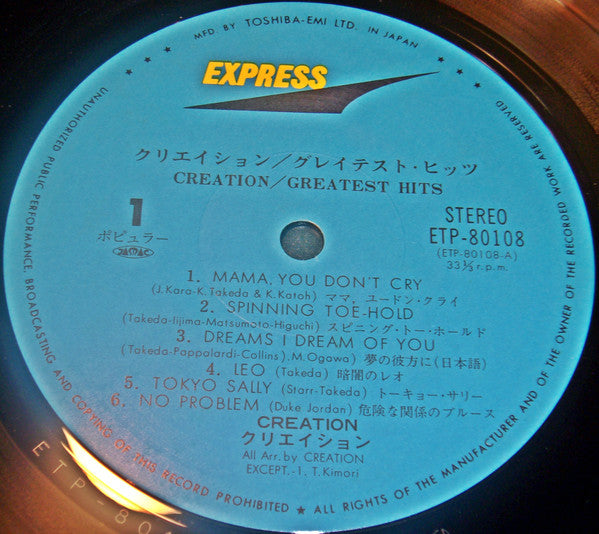 MFD. BY TOSHIBA-EMI LTD. IN JAPAN
EXPRESS
クリエイション/グレイテスト・ヒッツ
CREATION/GREATEST HITS
1
ポピュラー
STEREO
ETP-80108
(ETP-80108-A)
33⅓ r.p.m.
1. MAMA, YOU DON'T CRY
(J. Kara-K. Takeda & K. Katoh) ママ, ユードン・クライ
2. SPINNING TOE-HOLD
(Takeda-Iijima-Matsumoto-Higuchi) スピニング・トー・ホールド
3. DREAMS I DREAM OF YOU
(Takeda-Pappalardi-Collins). M. Ogawa) 夢の彼方に(日本語)
4. LEO (Takeda) 暗闇のレオ
5. TOKYO SALLY (Starr-Takeda) トーキョー・サリー
6. NO PROBLEM (Duke Jordan) 危険な関係のブルース
CREATION
クリエイション
All Arr. by CREATION
EXCEPT.-1, T. Kimori
UNAUTHORIZED PUBLIC PERFORMANCE, BROADCASTING AND COPYING OF THIS RECORD PROHIBITED ★ ALL RIGHTS OF THE MANUFACTURER AND OF THE OWNER OF THE RECORDED WORK ARE RESERVED